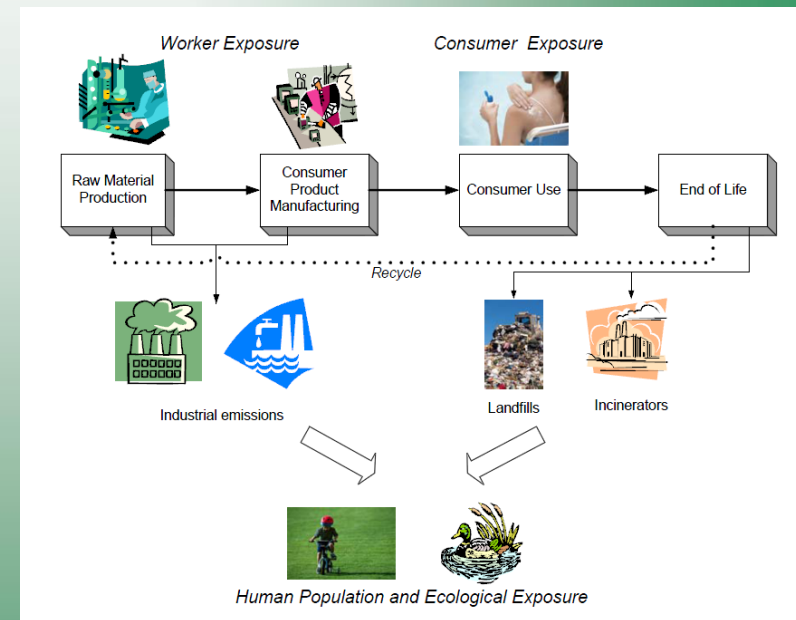 Worker Exposure
Consumer Exposure
Raw Material
Production
Consumer
Product
Manufacturing
Consumer Use
End of Life
Recycle
Industrial emissions
Landfills
Incinerators
Human Population and Ecological Exposure